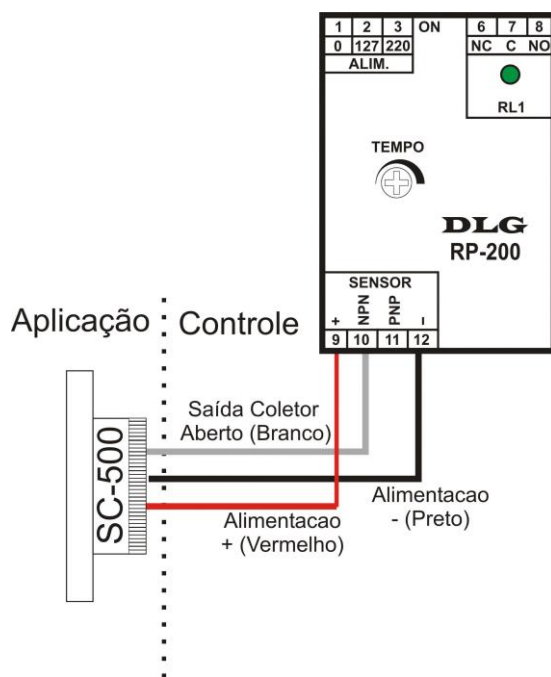 1 2 3 ON 6 7 8
0 127 220 NC C NO
ALIM.
RL1
TEMPO
DLG
RP-200
SENSOR
+ NPN PNP –
9 10 11 12
Aplicação Controle
SC-500
Saída Coletor
Aberto (Branco)
Alimentacao
- (Preto)
Alimentacao
+ (Vermelho)